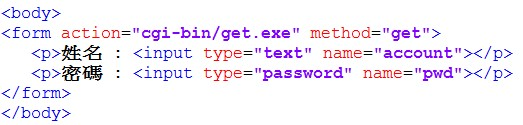 <body>
<form action="cgi-bin/get.exe" method="get">
<p>姓名 : <input type="text" name="account"></p>
<p>密碼 : <input type="password" name="pwd"></p>
</form>
</body>